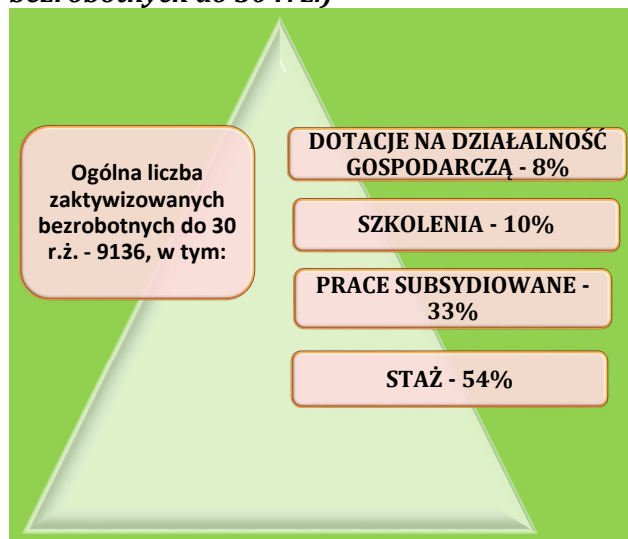 Ogólna liczba
zaktywizowanych
bezrobotnych do 30
r.ż. - 9136, w tym:
DOTACJE NA DZIAŁALNOŚĆ
GOSPODARCZĄ - 8%
SZKOLENIA - 10%
PRACE SUBSYDIOWANE -
33%
STAŻ - 54%